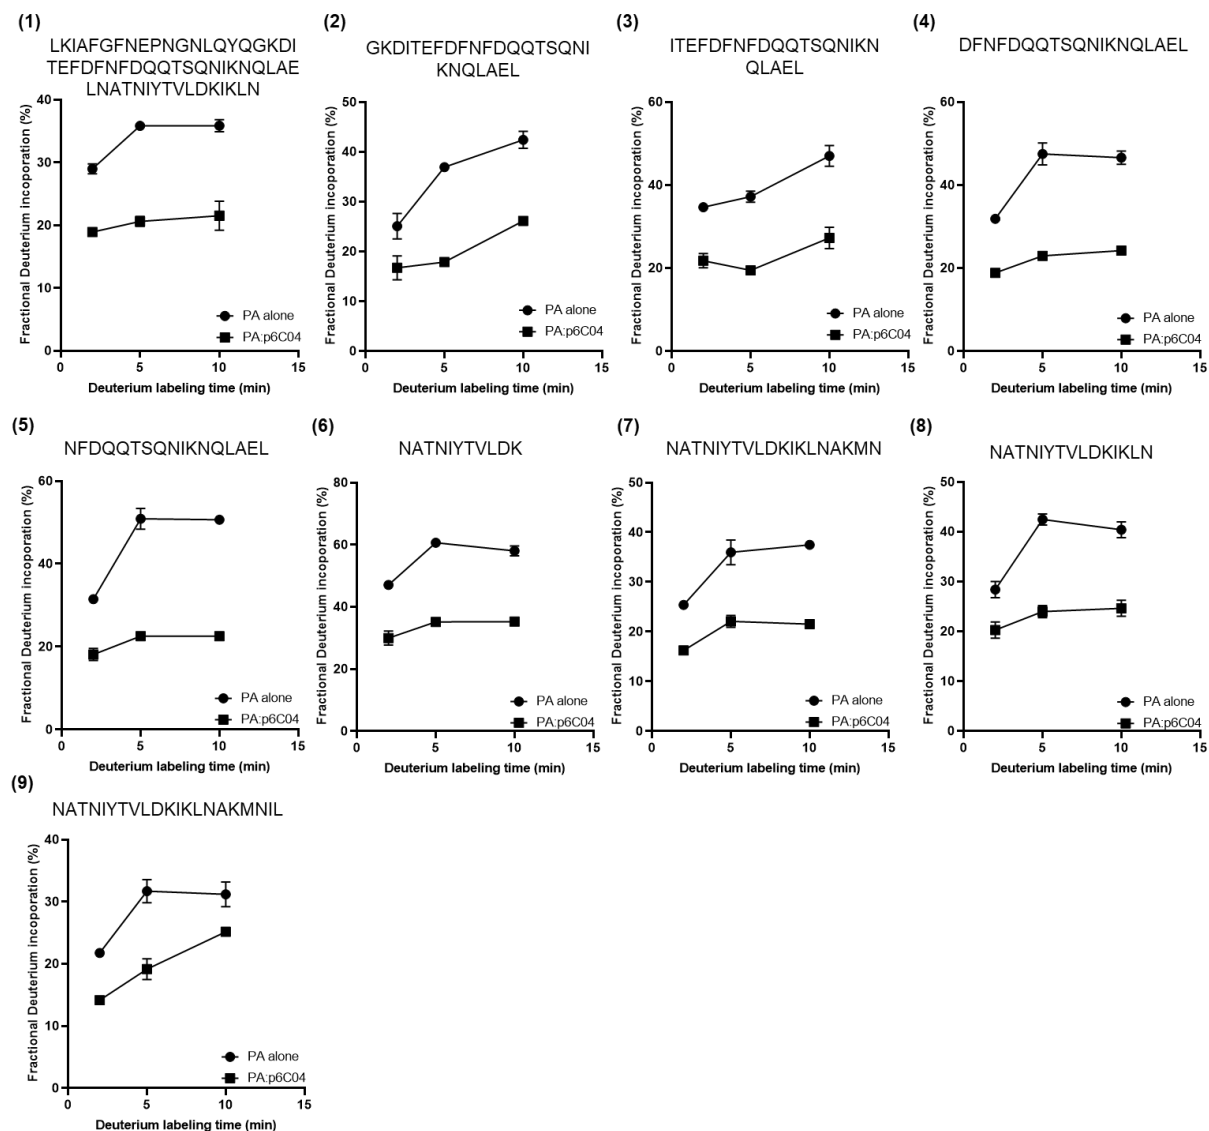 (1)
LKIAFGFNEPNGNLQYQGKDI
TEFDFNFDQQTSQNIKNQLAE
LNATNIYTVLDKIKLN
Fractional Deuterium incoporation (%)
40
30
20
10
0
0 5 10 15
PA alone
PA:p6C04
Deuterium labeling time (min)
(2)
GKDITEFDFNFDQQTSQNI
KNQLAEL
Fractional Deuterium incoporation (%)
50
40
30
20
10
0
0 5 10 15
PA alone
PA:p6C04
Deuterium labeling time (min)
(3)
ITEFDFNFDQQTSQNIKN
QLAEL
Fractional Deuterium incoporation (%)
60
40
20
0
0 5 10 15
PA alone
PA:p6C04
Deuterium labeling time (min)
(4)
DFNFDQQTSQNIKNQLAEL
Fractional Deuterium incoporation (%)
60
40
20
0
0 5 10 15
PA alone
PA:p6C04
Deuterium labeling time (min)
(5)
NFDQQTSQNIKNQLAEL
Fractional Deuterium incoporation (%)
60
40
20
0
0 5 10 15
PA alone
PA:p6C04
Deuterium labeling time (min)
(6)
NATNIYTVLDK
Fractional Deuterium incoporation (%)
80
60
40
20
0
0 5 10 15
PA alone
PA:p6C04
Deuterium labeling time (min)
(7)
NATNIYTVLDKIKLNAKMN
Fractional Deuterium incoporation (%)
50
40
30
20
10
0
0 5 10 15
PA alone
PA:p6C04
Deuterium labeling time (min)
(8)
NATNIYTVLDKIKLN
Fractional Deuterium incoporation (%)
50
40
30
20
10
0
0 5 10 15
PA alone
PA:p6C04
Deuterium labeling time (min)
(9)
NATNIYTVLDKIKLNAKMNIL
Fractional Deuterium incoporation (%)
40
30
20
10
0
0 5 10 15
PA alone
PA:p6C04
Deuterium labeling time (min)